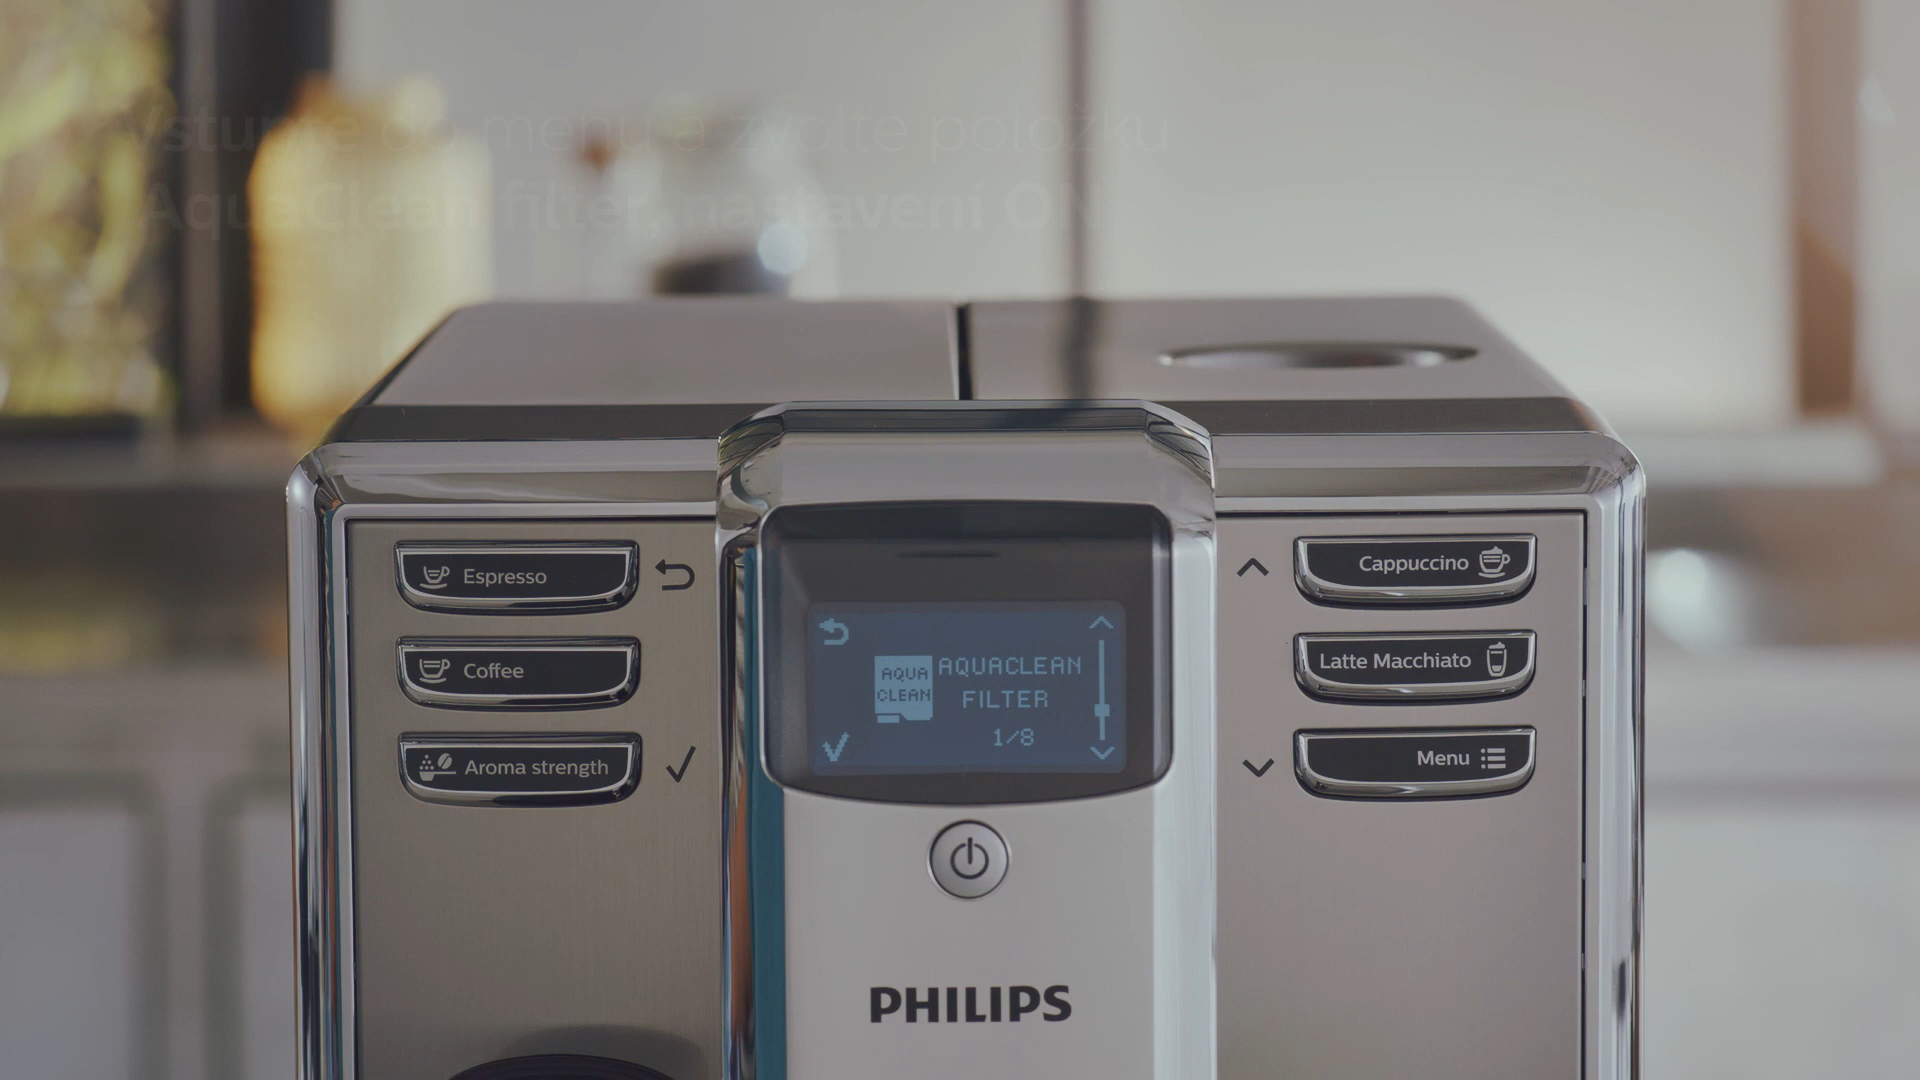 Vstupte do menu a zvolte položku
AquaClean filter, nastavení ON
Espresso
Coffee
Aroma strength
AQUA
CLEAN
AQUACLEAN
FILTER
1/8
Cappuccino
Latte Macchiato
Menu
PHILIPS